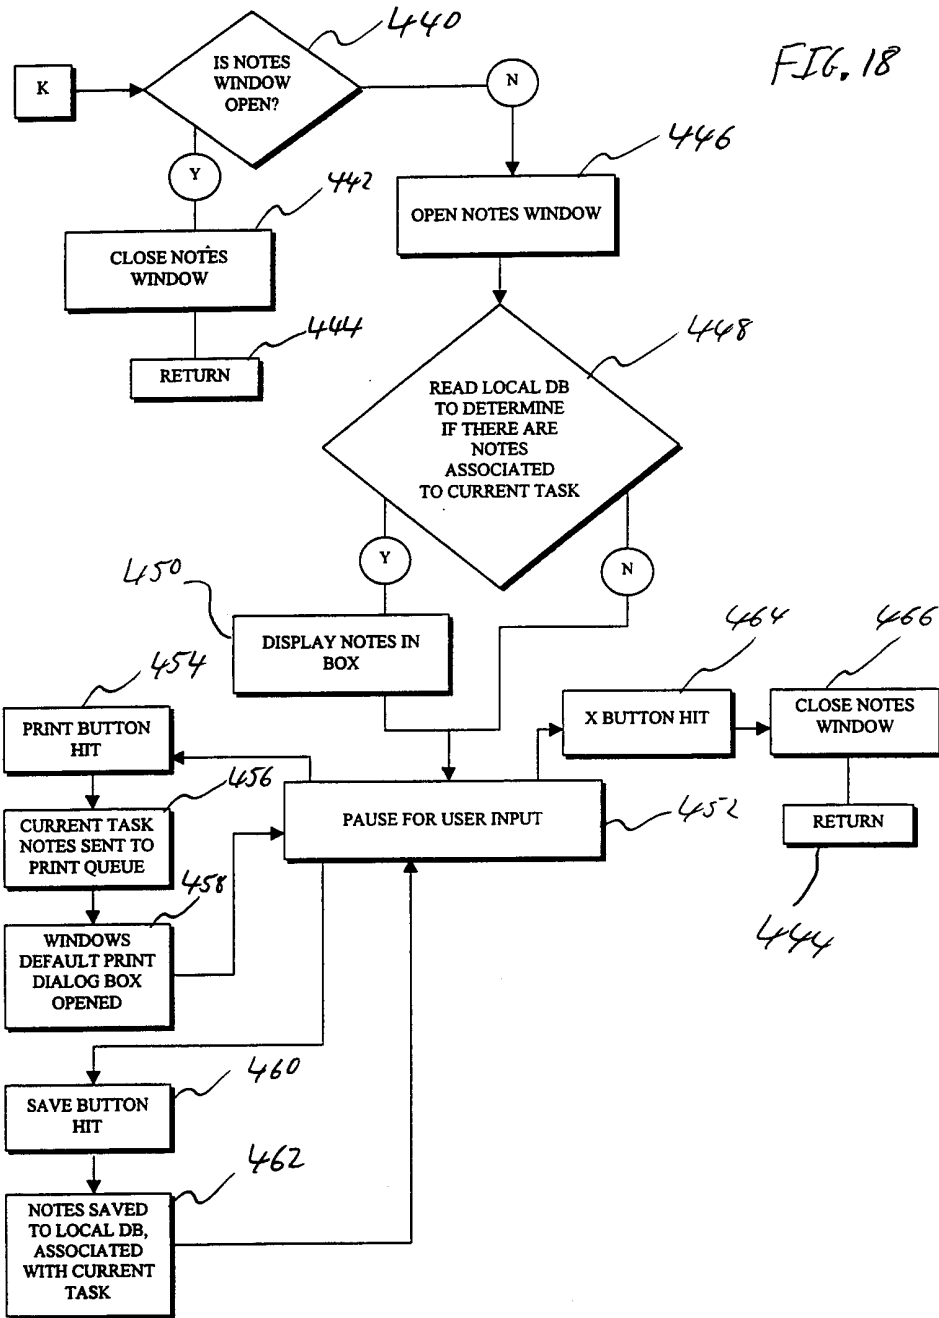 440
FIG. 18
K
IS NOTES
WINDOW
OPEN?
N
446
Y
442
OPEN NOTES WINDOW
CLOSE NOTES
WINDOW
444
RETURN
448
READ LOCAL DB
TO DETERMINE
IF THERE ARE
NOTES
ASSOCIATED
TO CURRENT TASK
Y
N
450
DISPLAY NOTES IN
BOX
464
466
454
X BUTTON HIT
CLOSE NOTES
WINDOW
PRINT BUTTON
HIT
456
PAUSE FOR USER INPUT
452
RETURN
CURRENT TASK
NOTES SENT TO
PRINT QUEUE
458
444
WINDOWS
DEFAULT PRINT
DIALOG BOX
OPENED
460
SAVE BUTTON
HIT
462
NOTES SAVED
TO LOCAL DB,
ASSOCIATED
WITH CURRENT
TASK